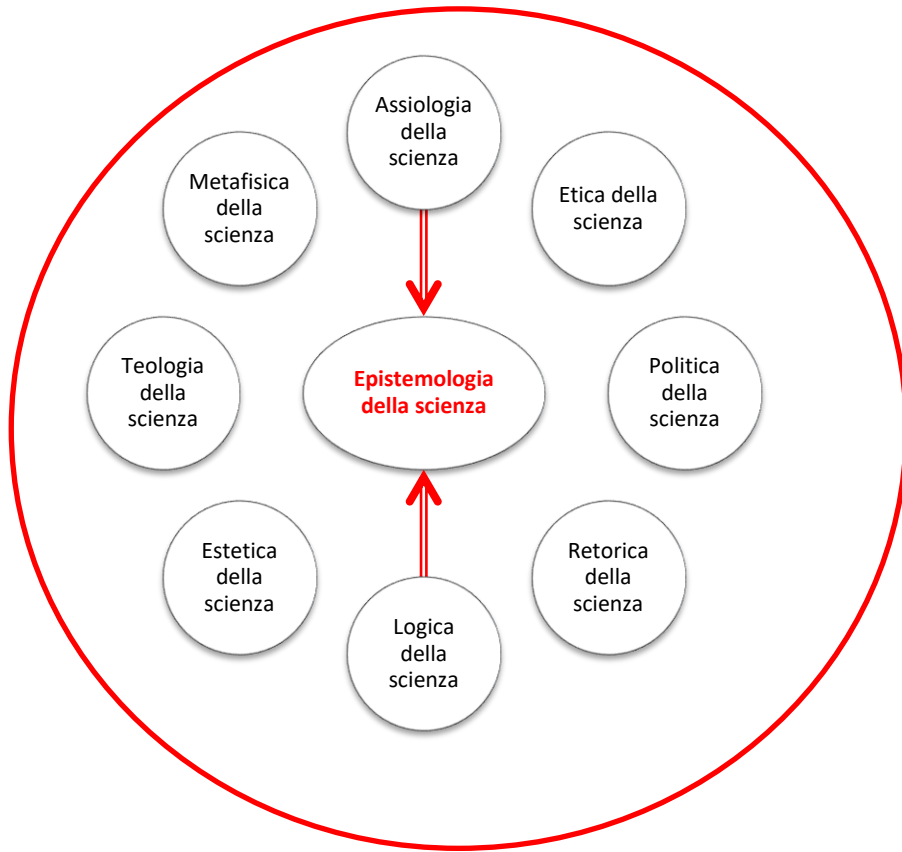 Assiologia
della
scienza
Metafisica
della
scienza
Etica della
scienza
Teologia
della
scienza
Epistemologia
della scienza
Politica
della
scienza
Estetica
della
scienza
Retorica
della
scienza
Logica
della
scienza